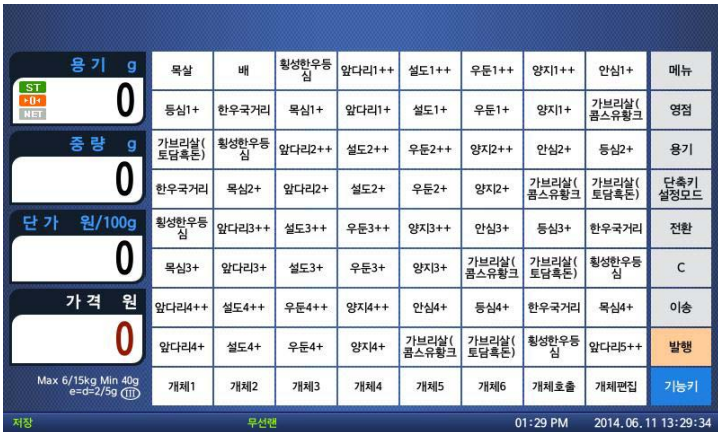 용기 g
ST
▸0◂
NET
0
중량 g
0
단가 원/100g
0
가격 원
0
Max 6/15kg Min 40g
e=d=2/5g Ⅲ
목살 배 횡성한우등심 앞다리1++ 설도1++ 우둔1++ 양지1++ 안심1+ 메뉴
등심1+ 한우국거리 목심1+ 앞다리1+ 설도1+ 우둔1+ 양지1+ 가브리살(콤스유황크 영점
가브리살(토담흑돈) 횡성한우등심 앞다리2++ 설도2++ 우둔2++ 양지2++ 안심2+ 등심2+ 용기
한우국거리 목심2+ 앞다리2+ 설도2+ 우둔2+ 양지2+ 가브리살(콤스유황크 가브리살(토담흑돈) 단축키 설정모드
횡성한우등심 앞다리3++ 설도3++ 우둔3++ 양지3++ 안심3+ 등심3+ 한우국거리 전환
목심3+ 앞다리3+ 설도3+ 우둔3+ 양지3+ 가브리살(콤스유황크 가브리살(토담흑돈) 횡성한우등심 C
앞다리4++ 설도4++ 우둔4++ 양지4++ 안심4+ 등심4+ 한우국거리 목심4+ 이송
앞다리4+ 설도4+ 우둔4+ 양지4+ 가브리살(콤스유황크 가브리살(토담흑돈) 횡성한우등심 앞다리5++ 발행
개체1 개체2 개체3 개체4 개체5 개체6 개체호출 개체편집 기능키
저장 무선랜 01:29 PM 2014.06.11 13:29:34